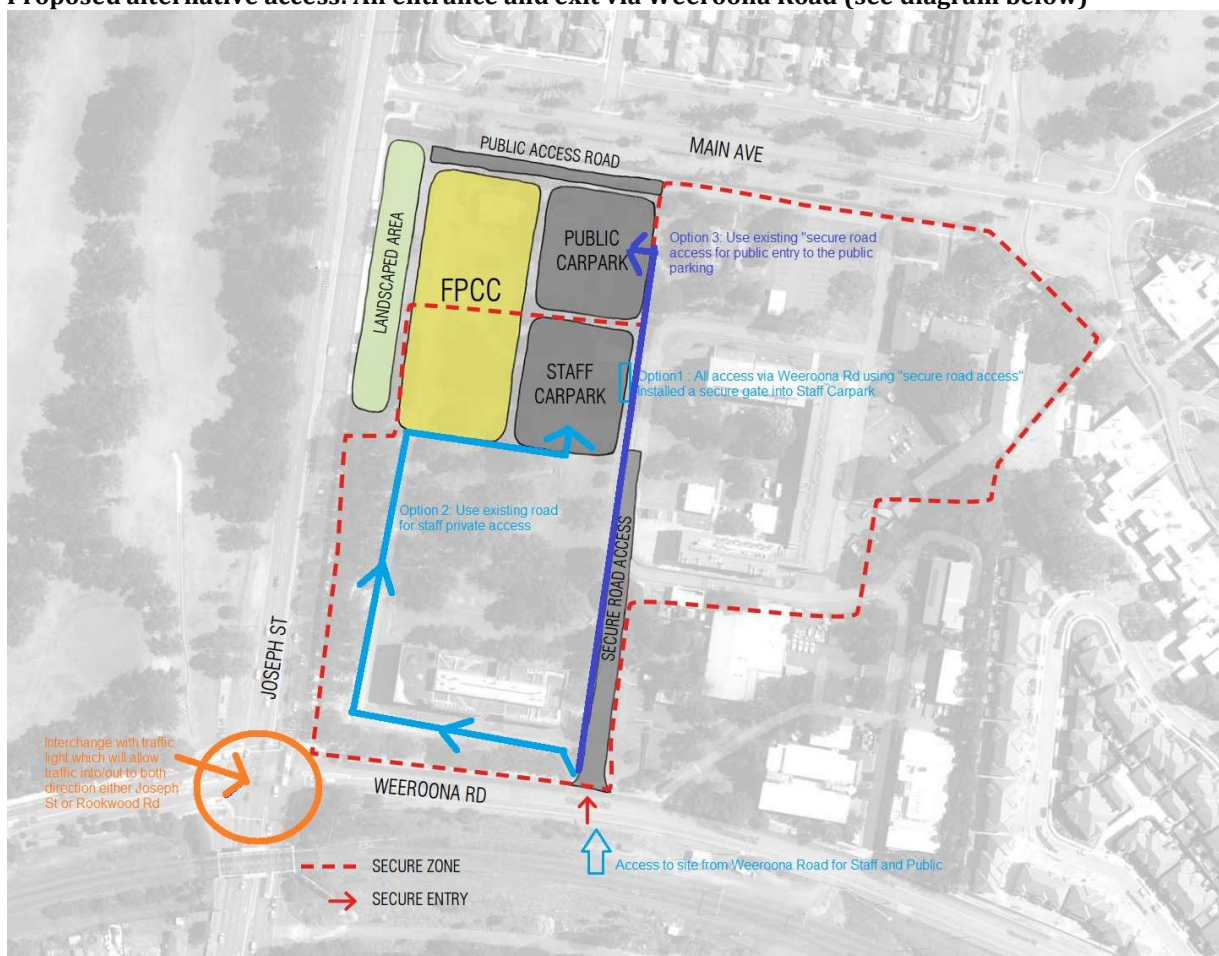 Proposed alternative access: An entrance and exit via Weeroona Road (see diagram below)
PUBLIC ACCESS ROAD
MAIN AVE
LANDSCAPED AREA
FPCC
PUBLIC
CARPARK
Option 3: Use existing "secure road
access for public entry to the public
parking
STAFF
CARPARK
Option1 : All access via Weeroona Rd using "secure road access"
Installed a secure gate into Staff Carpark
Option 2: Use existing road
for staff private access
SECURE ROAD ACCESS
JOSEPH ST
Interchange with traffic
light which will allow
traffic into/out to both
direction either Joseph
St or Rookwood Rd
WEEROONA RD
Access to site from Weeroona Road for Staff and Public
SECURE ZONE
SECURE ENTRY